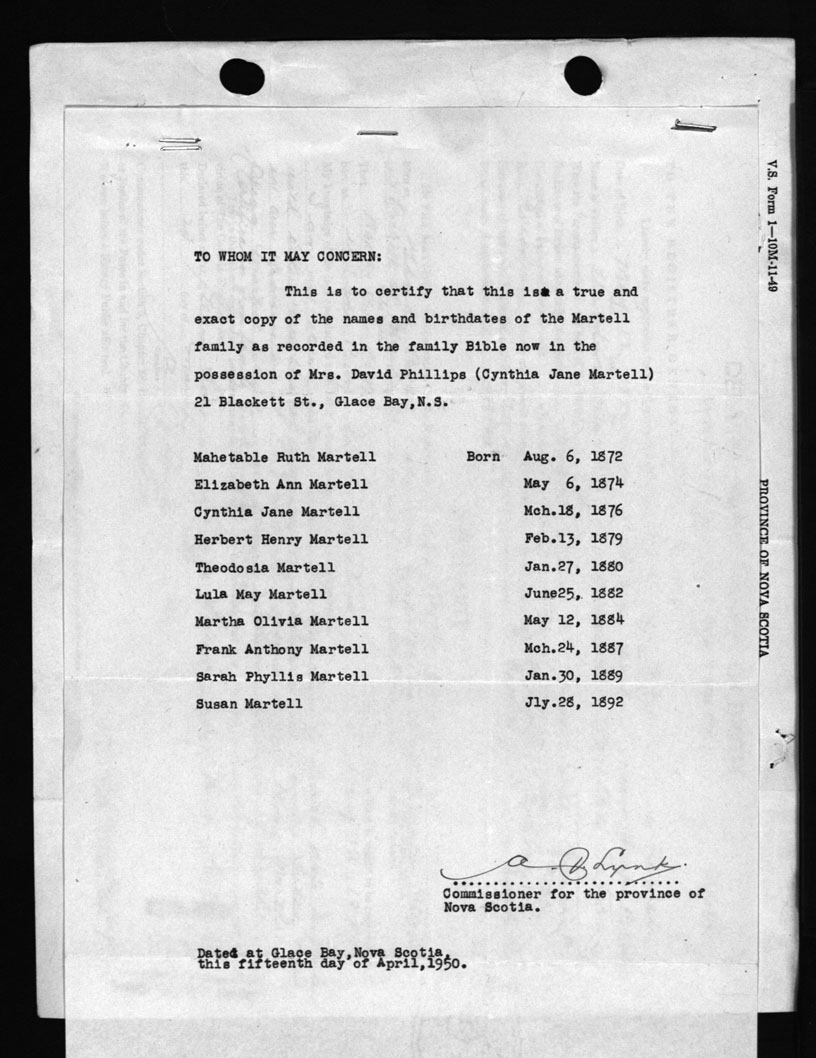 V.S. Form 1—10M-11-49
PROVINCE OF NOVA SCOTIA
TO WHOM IT MAY CONCERN:
This is to certify that this is a a true and
exact copy of the names and birthdates of the Martell
family as recorded in the family Bible now in the
possession of Mrs. David Phillips (Cynthia Jane Martell)
21 Blackett St., Glace Bay,N.S.
Mahetable Ruth Martell Born Aug. 6, 1872
Elizabeth Ann Martell May 6, 1874
Cynthia Jane Martell Mch.18, 1876
Herbert Henry Martell Feb.13, 1879
Theodosia Martell Jan.27, 1880
Lula May Martell June25, 1882
Martha Olivia Martell May 12, 1884
Frank Anthony Martell Mch.24, 1887
Sarah Phyllis Martell Jan.30, 1889
Susan Martell Jly.28, 1892
A B Lynk.
Commissioner for the province of
Nova Scotia.
Dated at Glace Bay,Nova Scotia,
this fifteenth day of April,1950.